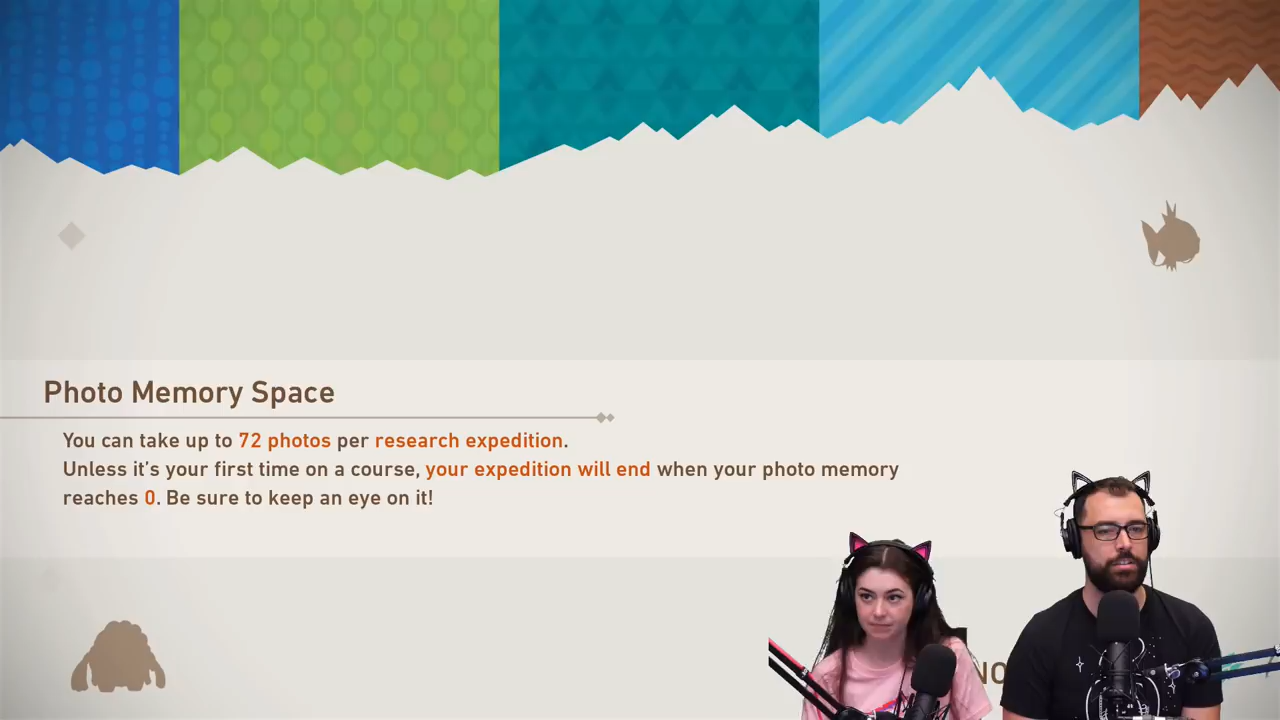 Photo Memory Space
You can take up to 72 photos per research expedition.
Unless it's your first time on a course, your expedition will end when your photo memory
reaches 0. Be sure to keep an eye on it!